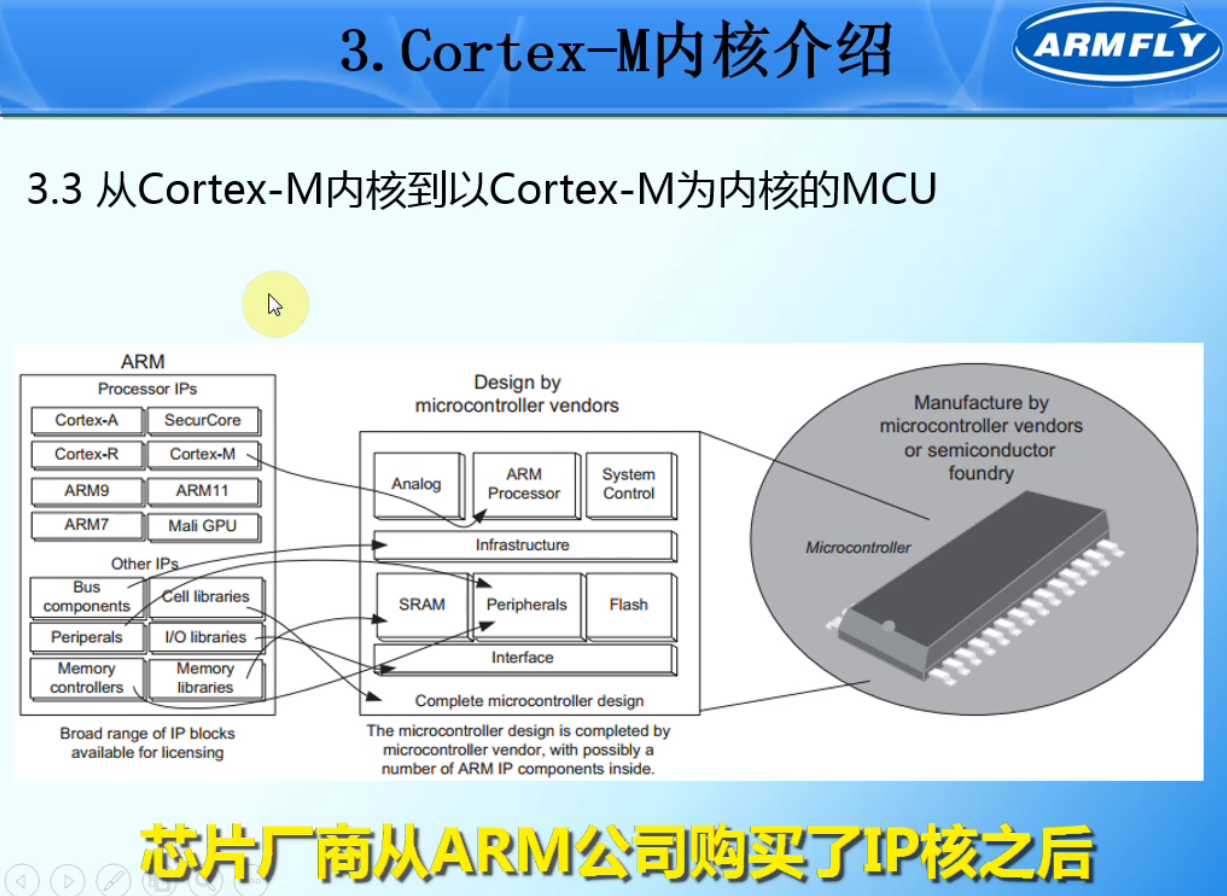 3.Cortex-M内核介绍
ARMFLY
3.3 从Cortex-M内核到以Cortex-M为内核的MCU
ARM
Processor IPs
Cortex-A
SecurCore
Cortex-R
Cortex-M
ARM9
ARM11
ARM7
Mali GPU
Other IPs
Bus
components
Cell libraries
Periperals
I/O libraries
Memory
controllers
Memory
libraries
Broad range of IP blocks
available for licensing
Design by
microcontroller vendors
Analog
ARM
Processor
System
Control
Infrastructure
SRAM
Peripherals
Flash
Interface
Complete microcontroller design
The microcontroller design is completed by
microcontroller vendor, with possibly a
number of ARM IP components inside.
Manufacture by
microcontroller vendors
or semiconductor
foundry
Microcontroller
芯片厂商从ARM公司购买了IP核之后